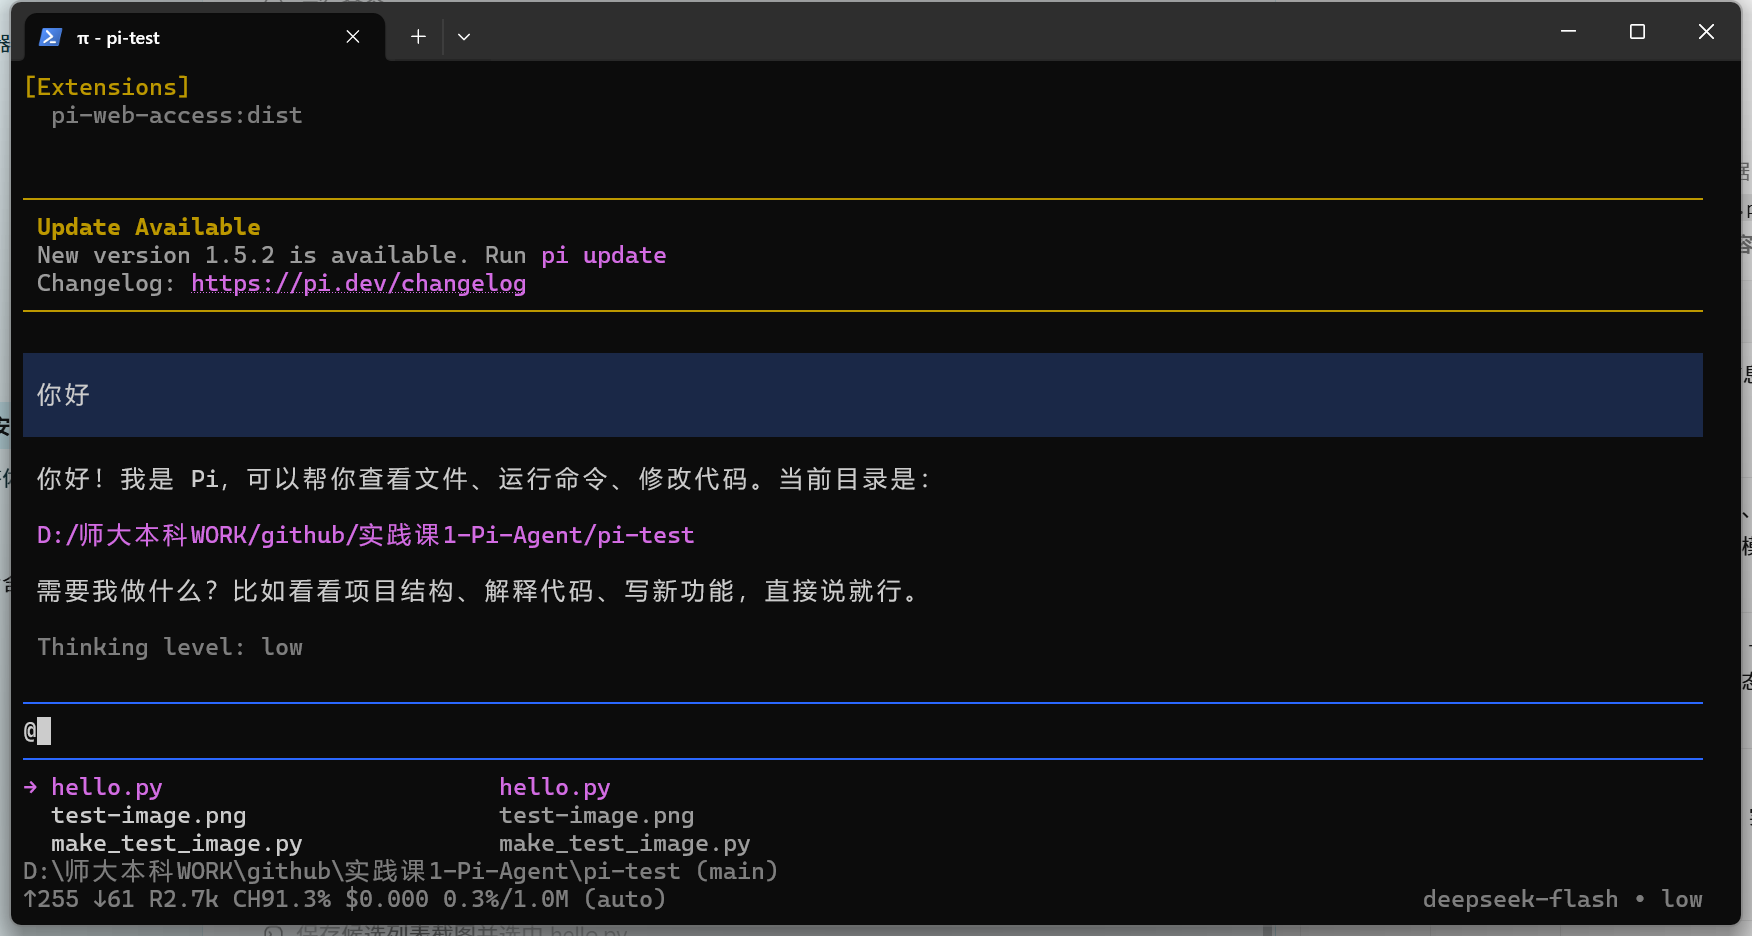 π - pi-test
[Extensions]
pi-web-access:dist
Update Available
New version 1.5.2 is available. Run pi update
Changelog: https://pi.dev/changelog
你好
你好！我是 Pi，可以帮你查看文件、运行命令、修改代码。当前目录是：
D:/师大本科WORK/github/实践课1-Pi-Agent/pi-test
需要我做什么？比如看看项目结构、解释代码、写新功能，直接说就行。
Thinking level: low
@
→ hello.py hello.py
test-image.png test-image.png
make_test_image.py make_test_image.py
D:\师大本科WORK\github\实践课1-Pi-Agent\pi-test (main)
↑255 ↓61 R2.7k CH91.3% $0.000 0.3%/1.0M (auto) deepseek-flash • low